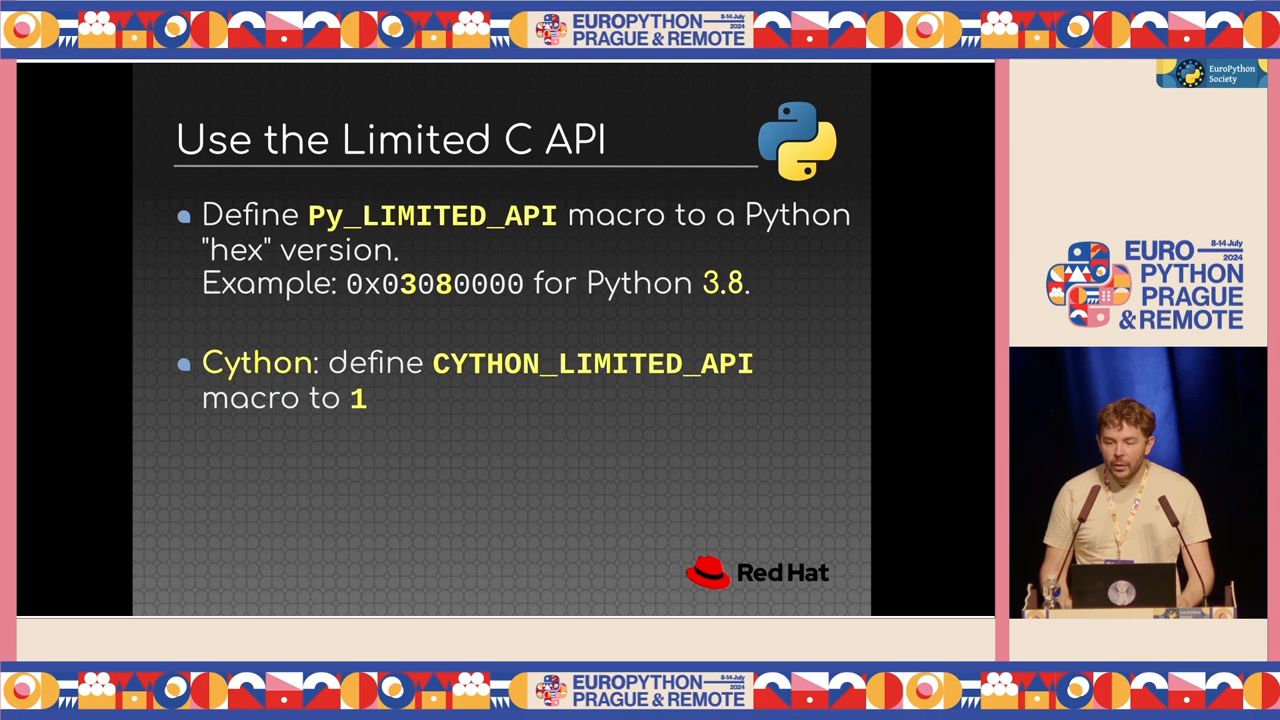 EUROPYTHON
8-14 July
2024
PRAGUE & REMOTE
EuroPython
Society
Use the Limited C API
Define Py_LIMITED_API macro to a Python
"hex" version.
Example: 0x03080000 for Python 3.8.
Cython: define CYTHON_LIMITED_API
macro to 1
Red Hat
EURO
8-14 July
2024
PYTHON
PRAGUE
& REMOTE
EUROPYTHON
8-14 July
2024
PRAGUE & REMOTE